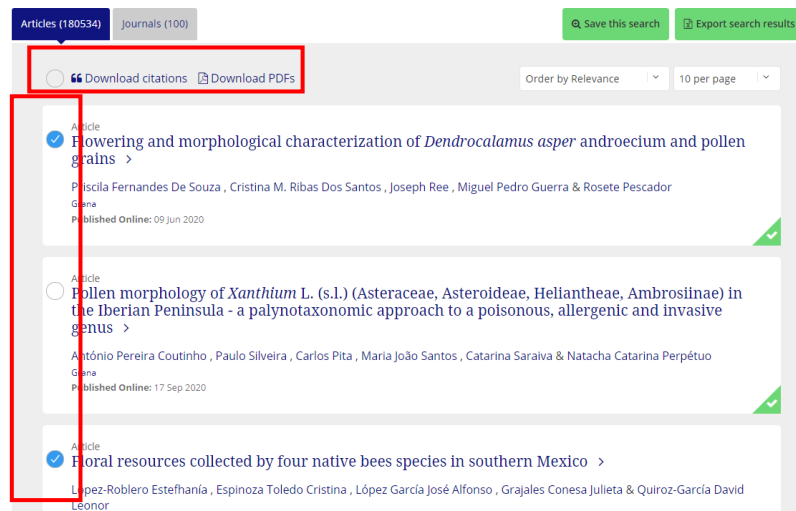 Articles (180534) Journals (100) Save this search Export search results
Download citations Download PDFs Order by Relevance 10 per page
Article
Flowering and morphological characterization of Dendrocalamus asper androecium and pollen
grains >
Priscila Fernandes De Souza , Cristina M. Ribas Dos Santos , Joseph Ree , Miguel Pedro Guerra & Rosete Pescador
Grana
Published Online: 09 Jun 2020
Article
Pollen morphology of Xanthium L. (s.l.) (Asteraceae, Asteroideae, Heliantheae, Ambrosiinae) in
the Iberian Peninsula - a palynotaxonomic approach to a poisonous, allergenic and invasive
genus >
António Pereira Coutinho , Paulo Silveira , Carlos Pita , Maria João Santos , Catarina Saraiva & Natacha Catarina Perpétuo
Grana
Published Online: 17 Sep 2020
Article
Floral resources collected by four native bees species in southern Mexico >
López-Roblero Estefhanía , Espinoza Toledo Cristina , López García José Alfonso , Grajales Conesa Julieta & Quiroz-García David
Leonor